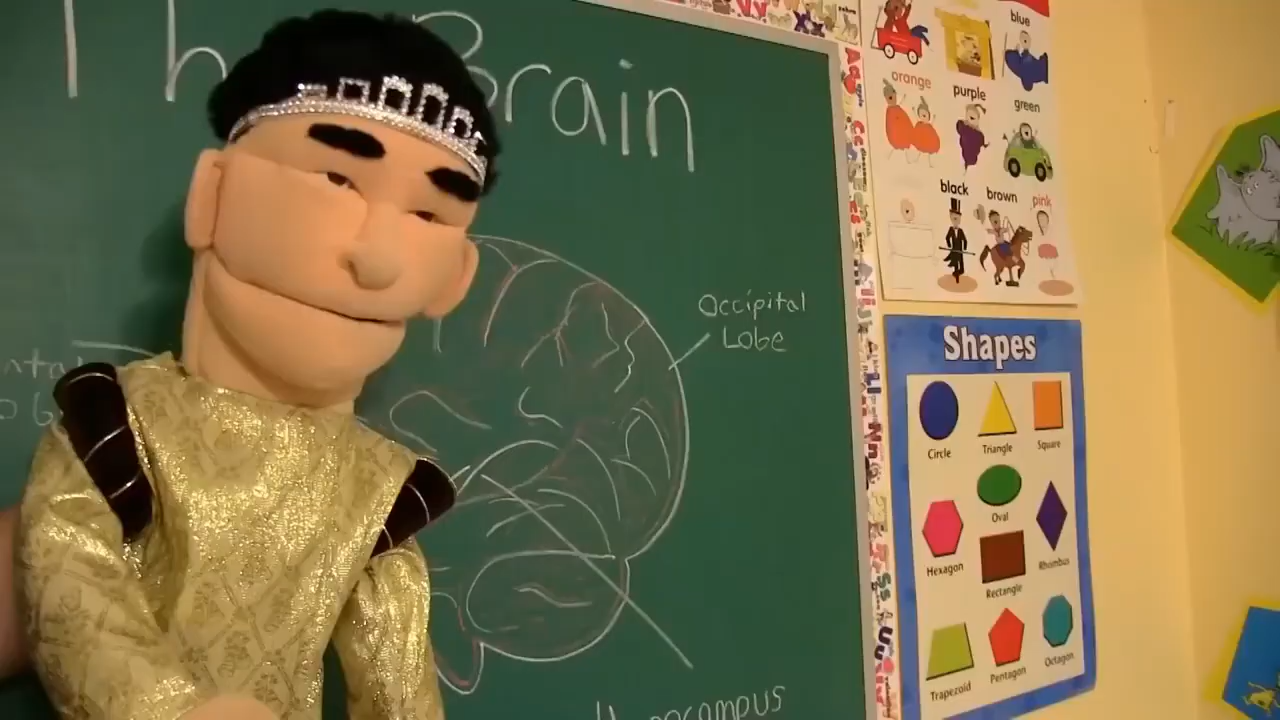 The Brain
Occipital
Lobe
blue
orange
purple
green
black
brown
pink
Shapes
Circle
Triangle
Square
Oval
Hexagon
Rectangle
Rhombus
Trapezoid
Pentagon
Octagon